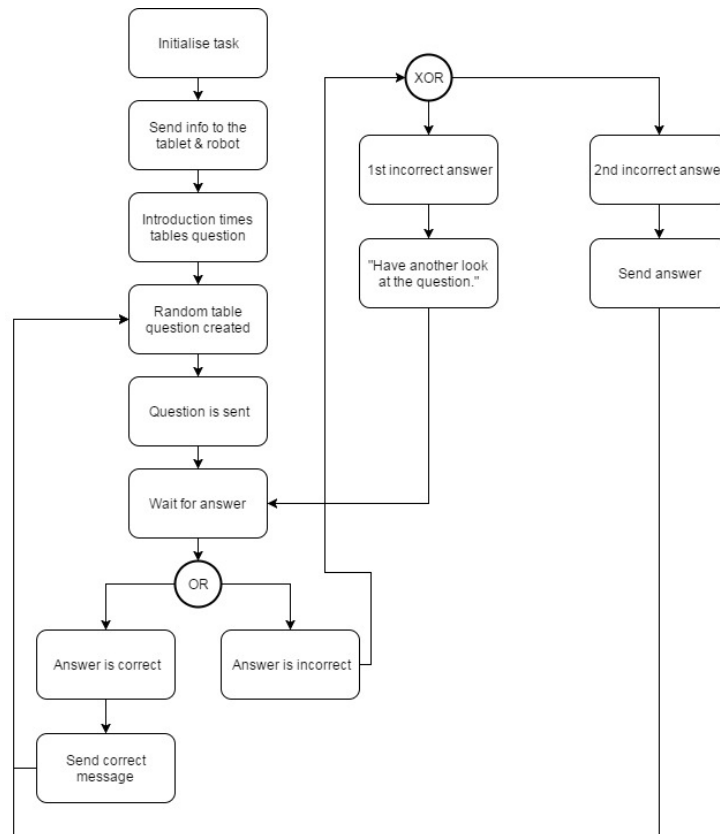 Initialise task
Send info to the
tablet & robot
Introduction times
tables question
Random table
question created
Question is sent
Wait for answer
OR
Answer is correct
Answer is incorrect
Send correct
message
XOR
1st incorrect answer
"Have another look
at the question."
2nd incorrect answer
Send answer